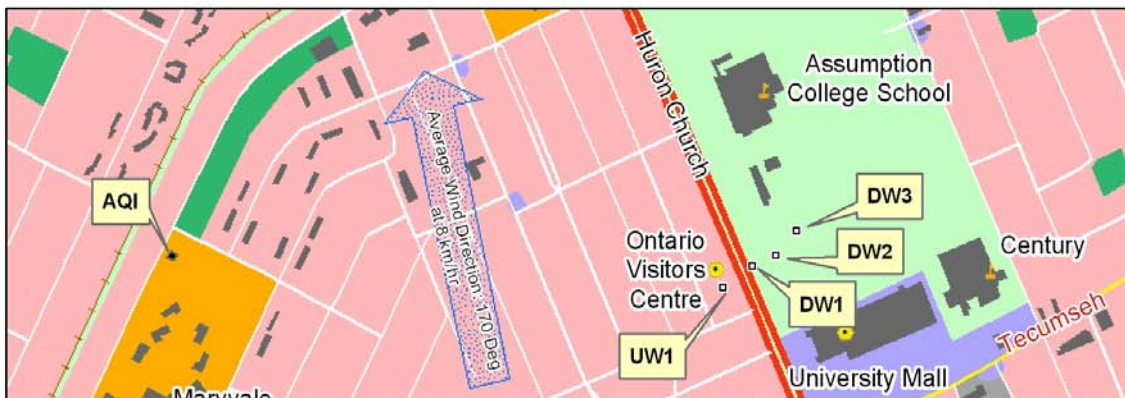 Huron Church
Assumption
College School
Average Wind Direction: 170 Deg
at 8 km/hr
AQI
DW3
Ontario
Visitors
Centre
DW2
Century
DW1
UW1
Tecumseh
University Mall
Maryvale